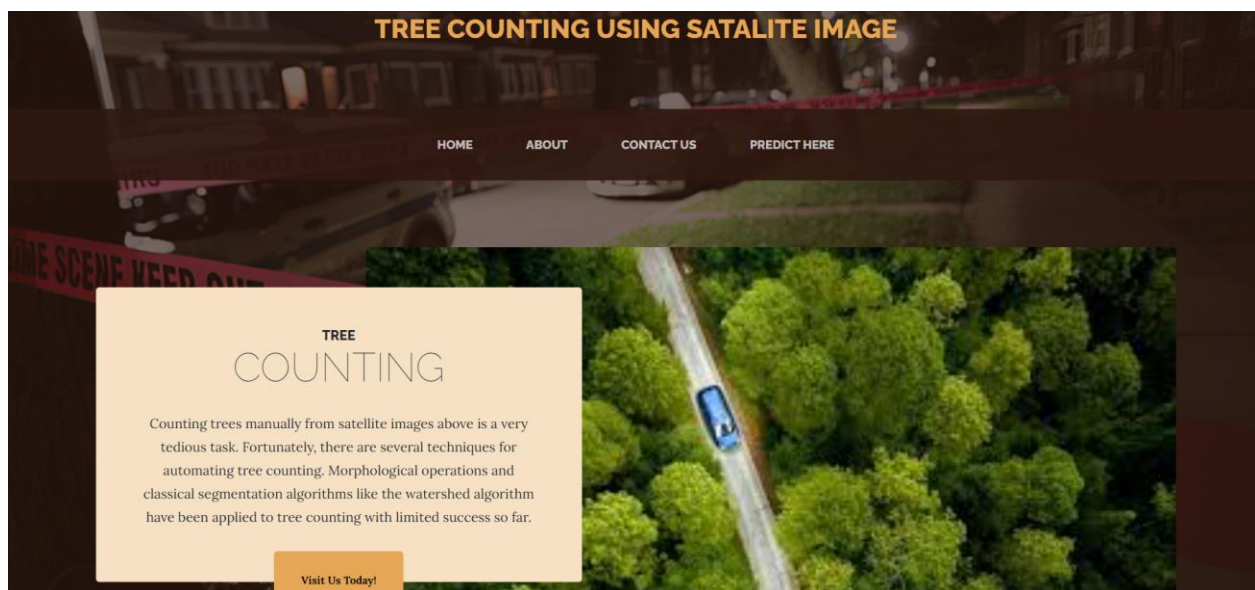 TREE COUNTING USING SATALITE IMAGE
HOME ABOUT CONTACT US PREDICT HERE
SCENE KEEP OUT
TREE
COUNTING
Counting trees manually from satellite images above is a very
tedious task. Fortunately, there are several techniques for
automating tree counting. Morphological operations and
classical segmentation algorithms like the watershed algorithm
have been applied to tree counting with limited success so far.
Visit Us Today!